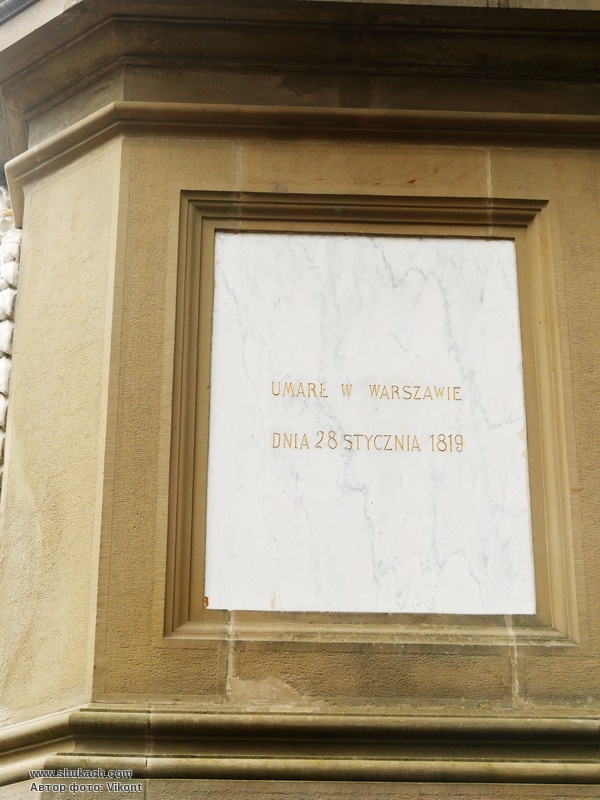 UMARŁ W WARSZAWIE
DNIA 28 STYCZNIA 1819
www.shukach.com
Автор фото: Vikont